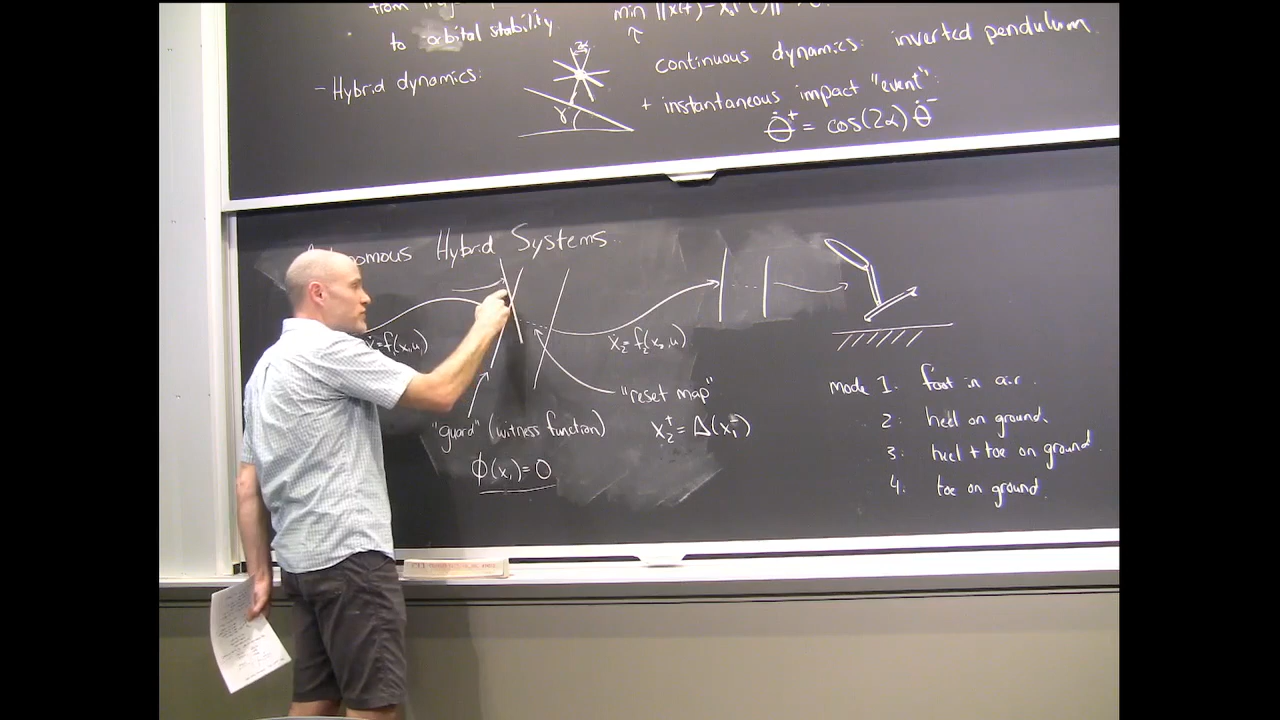 from
to orbital stability.
min
- Hybrid dynamics:
2α
γ
continuous dynamics: inverted pendulum
+ instantaneous impact "event":
θ̇⁺ = cos(2α) θ̇⁻
Hybrid Systems
ẋ₁=f₁(x₁,u)
ẋ₂=f₂(x₂,u)
"reset map"
x₂⁺ = Δ(x₁⁻)
"guard" (witness function)
ϕ(x₁) = 0
mode 1. foot in air.
2: heel on ground.
3: heel + toe on ground.
4. toe on ground.